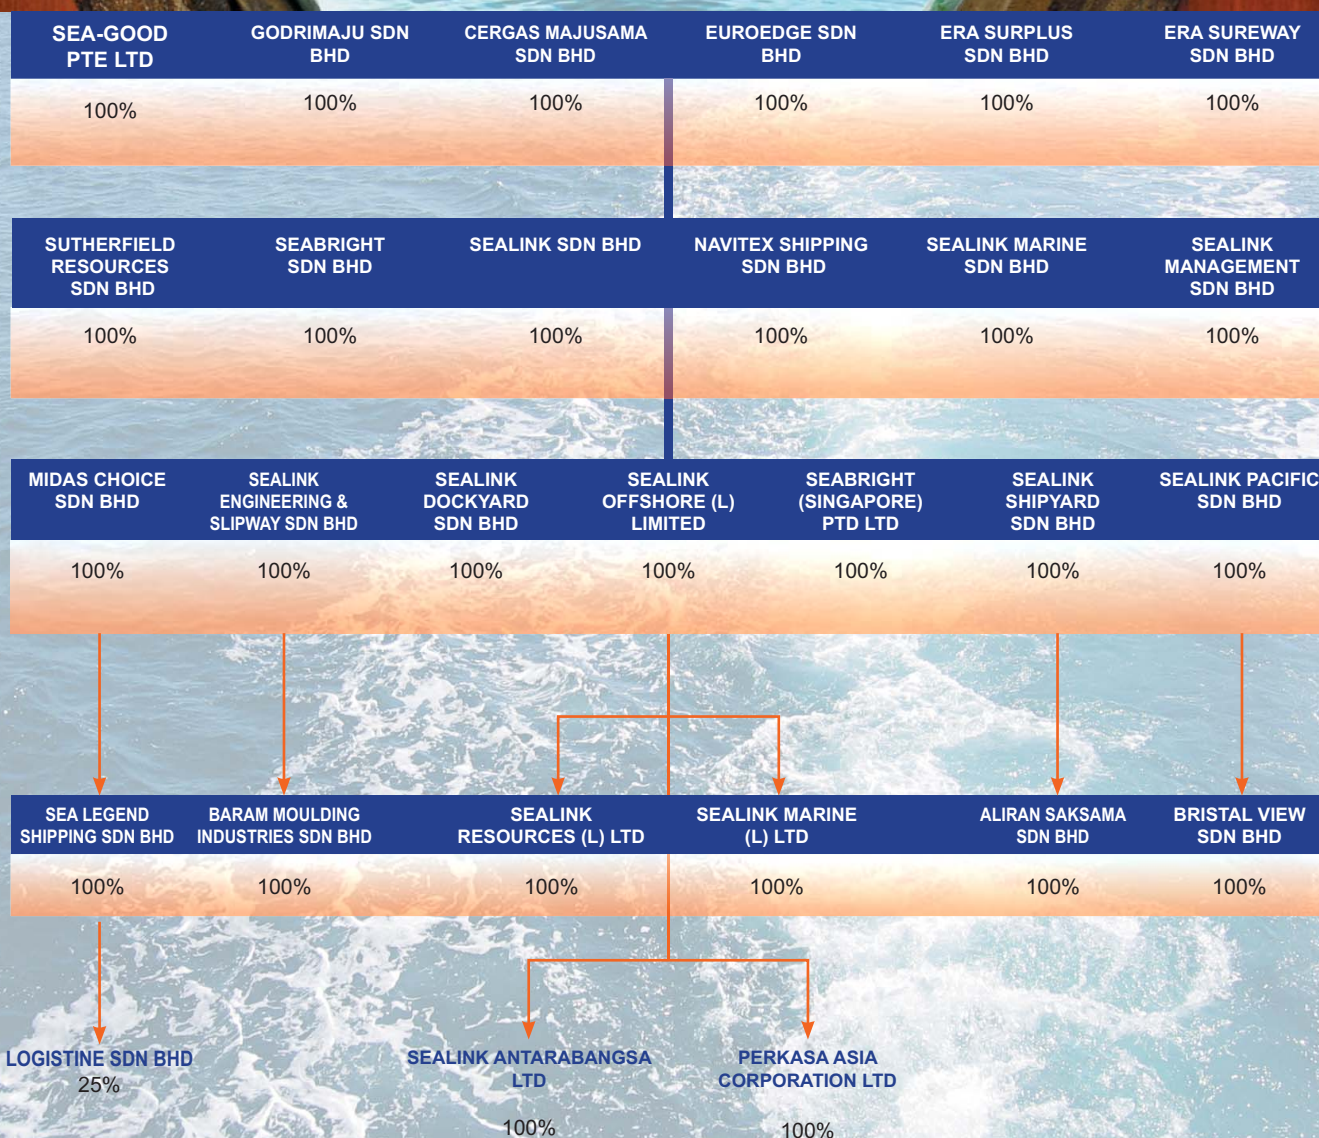 SEA-GOOD
PTE LTD
GODRIMAJU SDN
BHD
CERGAS MAJUSAMA
SDN BHD
EUROEDGE SDN
BHD
ERA SURPLUS
SDN BHD
ERA SUREWAY
SDN BHD
100%
100%
100%
100%
100%
100%
SUTHERFIELD
RESOURCES
SDN BHD
SEABRIGHT
SDN BHD
SEALINK SDN BHD
NAVITEX SHIPPING
SDN BHD
SEALINK MARINE
SDN BHD
SEALINK
MANAGEMENT
SDN BHD
100%
100%
100%
100%
100%
100%
MIDAS CHOICE
SDN BHD
SEALINK
ENGINEERING &
SLIPWAY SDN BHD
SEALINK
DOCKYARD
SDN BHD
SEALINK
OFFSHORE (L)
LIMITED
SEABRIGHT
(SINGAPORE)
PTD LTD
SEALINK
SHIPYARD
SDN BHD
SEALINK PACIFIC
SDN BHD
100%
100%
100%
100%
100%
100%
100%
SEA LEGEND
SHIPPING SDN BHD
BARAM MOULDING
INDUSTRIES SDN BHD
SEALINK
RESOURCES (L) LTD
SEALINK MARINE
(L) LTD
ALIRAN SAKSAMA
SDN BHD
BRISTAL VIEW
SDN BHD
100%
100%
100%
100%
100%
100%
LOGISTINE SDN BHD
25%
SEALINK ANTARABANGSA
LTD
100%
PERKASA ASIA
CORPORATION LTD
100%